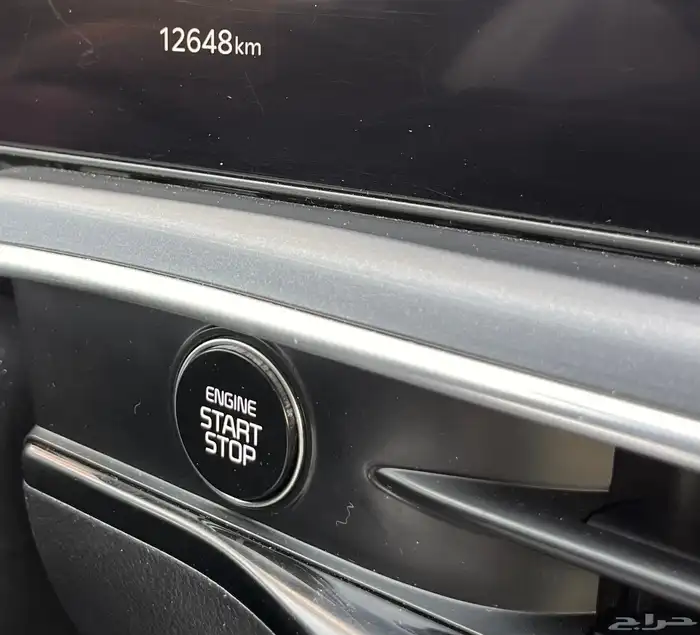 12648km
ENGINE
START
STOP
حراج